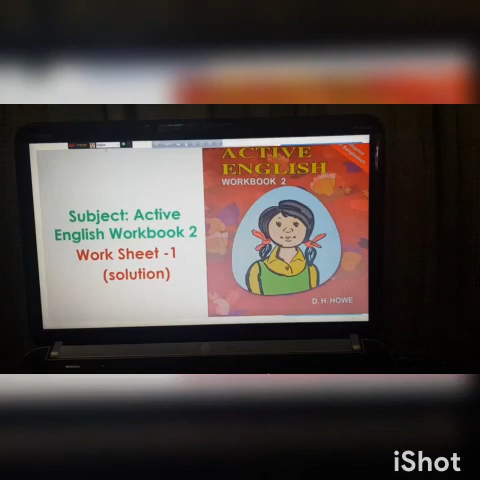 Subject: Active
English Workbook 2
Work Sheet -1
(solution)
ACTIVE
ENGLISH
WORKBOOK 2
D. H. HOWE
iShot